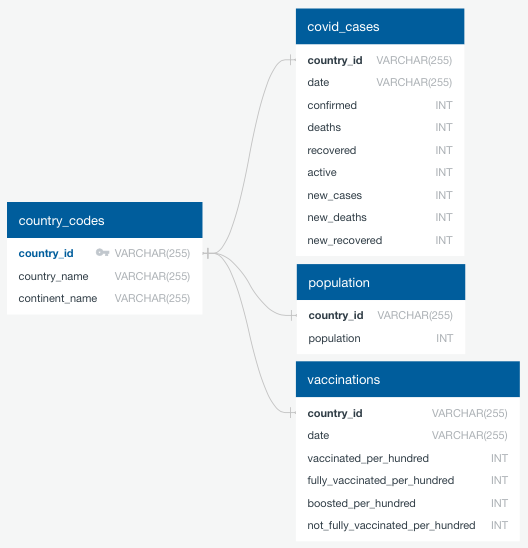 covid_cases
country_id VARCHAR(255)
date VARCHAR(255)
confirmed INT
deaths INT
recovered INT
active INT
new_cases INT
new_deaths INT
new_recovered INT
country_codes
country_id VARCHAR(255)
country_name VARCHAR(255)
continent_name VARCHAR(255)
population
country_id VARCHAR(255)
population INT
vaccinations
country_id VARCHAR(255)
date VARCHAR(255)
vaccinated_per_hundred INT
fully_vaccinated_per_hundred INT
boosted_per_hundred INT
not_fully_vaccinated_per_hundred INT